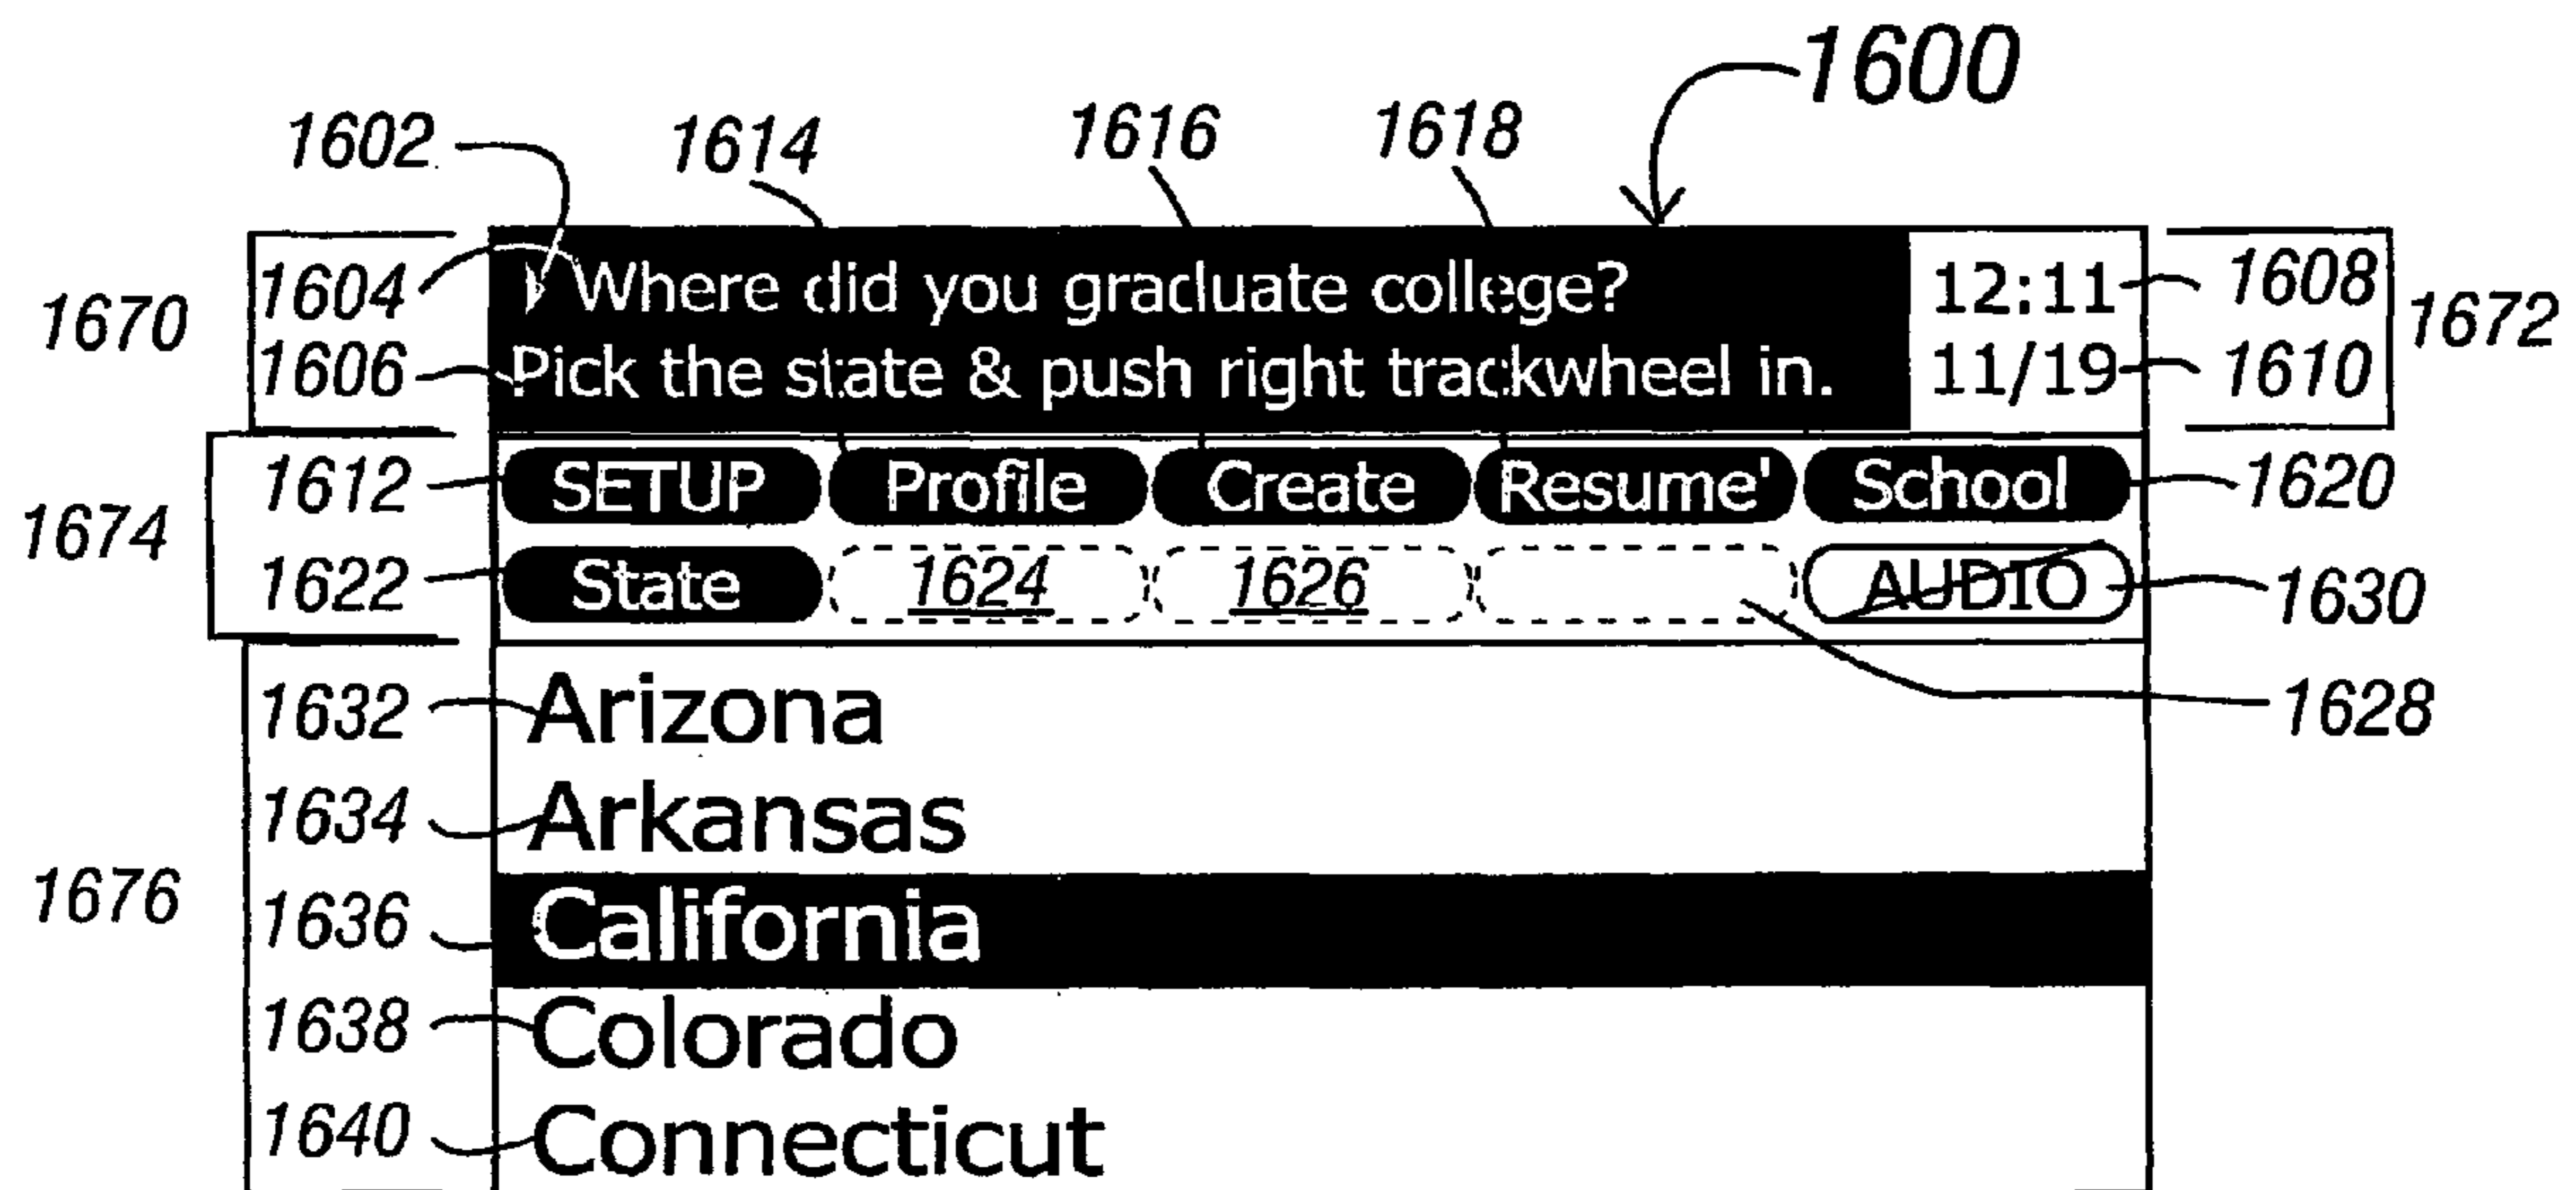 1600
1602 1614 1616 1618
1670 1604 Where did you graduate college? 12:11 1608 1672
1606 Pick the state & push right trackwheel in. 11/19 1610
1674 1612 SETUP Profile Create Resume' School 1620
1622 State 1624 1626 AUDIO 1630
1632 Arizona 1628
1634 Arkansas
1676 1636 California
1638 Colorado
1640 Connecticut